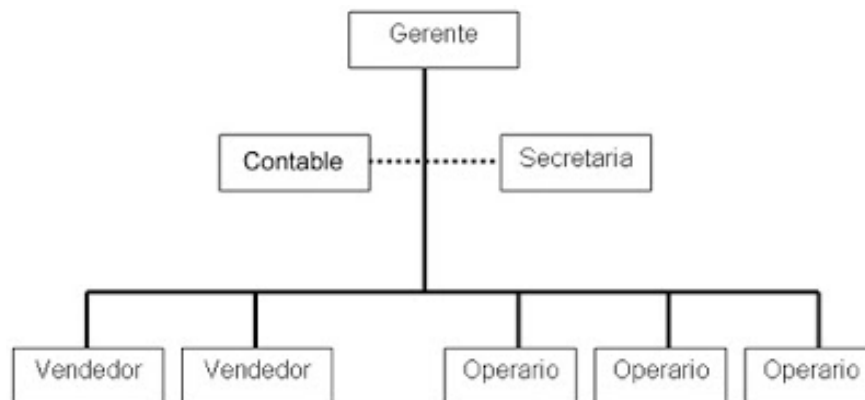 Gerente
Contable
Secretaria
Vendedor
Vendedor
Operario
Operario
Operario